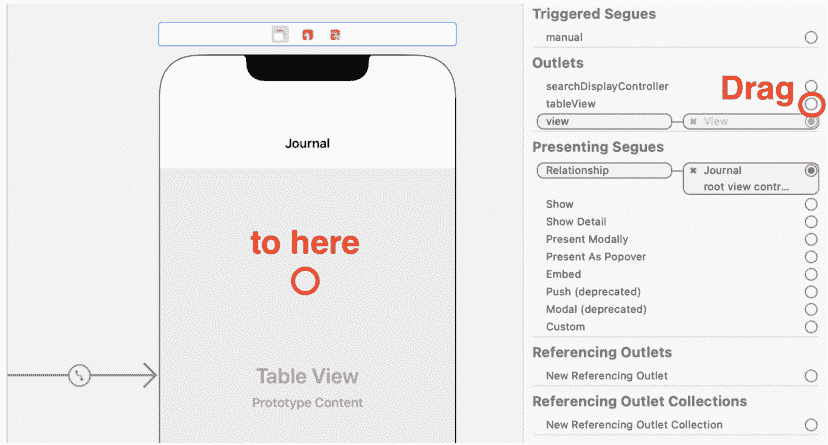 Triggered Segues
manual
Outlets
searchDisplayController
Drag
tableView
view
✖ View
Journal
Presenting Segues
Relationship
✖ Journal
root view contr...
Show
to here
Show Detail
Present Modally
Present As Popover
Embed
Push (deprecated)
Modal (deprecated)
Custom
Table View
Prototype Content
Referencing Outlets
New Referencing Outlet
Referencing Outlet Collections
New Referencing Outlet Collection